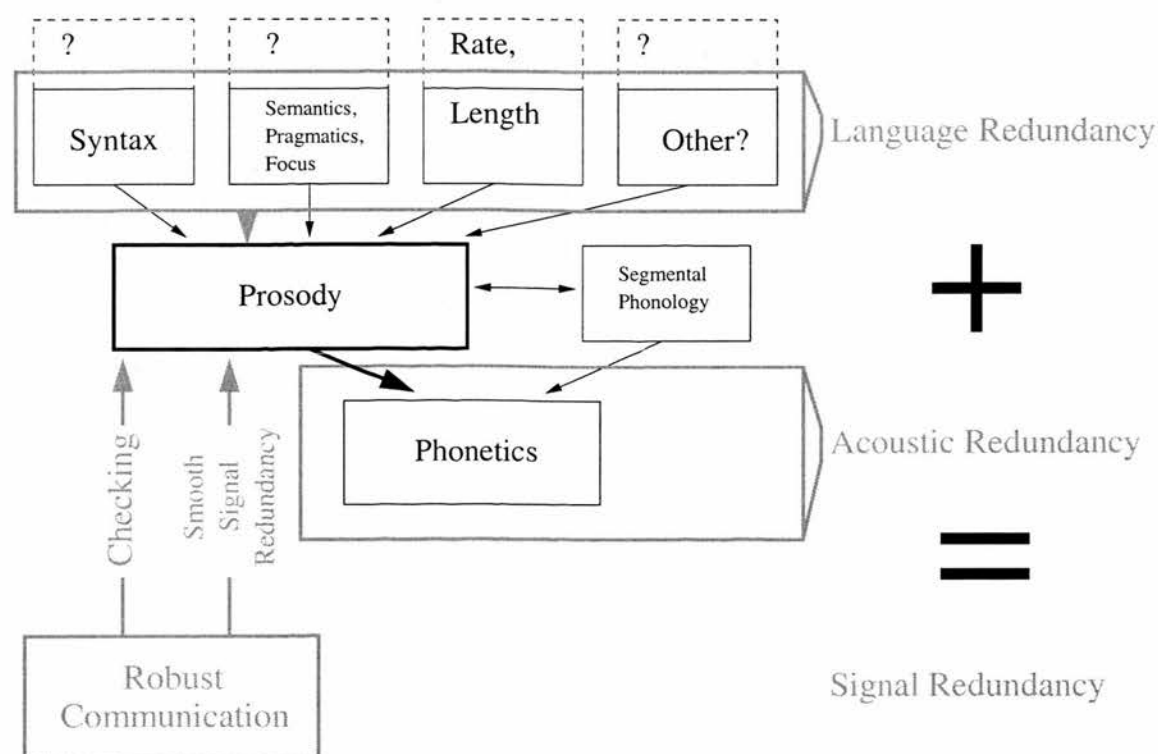 ?
?
Rate,
?
Syntax
Semantics,
Pragmatics,
Focus
Length
Other?
Language Redundancy
Prosody
Segmental
Phonology
+
Checking
Smooth
Signal
Redundancy
Phonetics
Acoustic Redundancy
=
Robust
Communication
Signal Redundancy